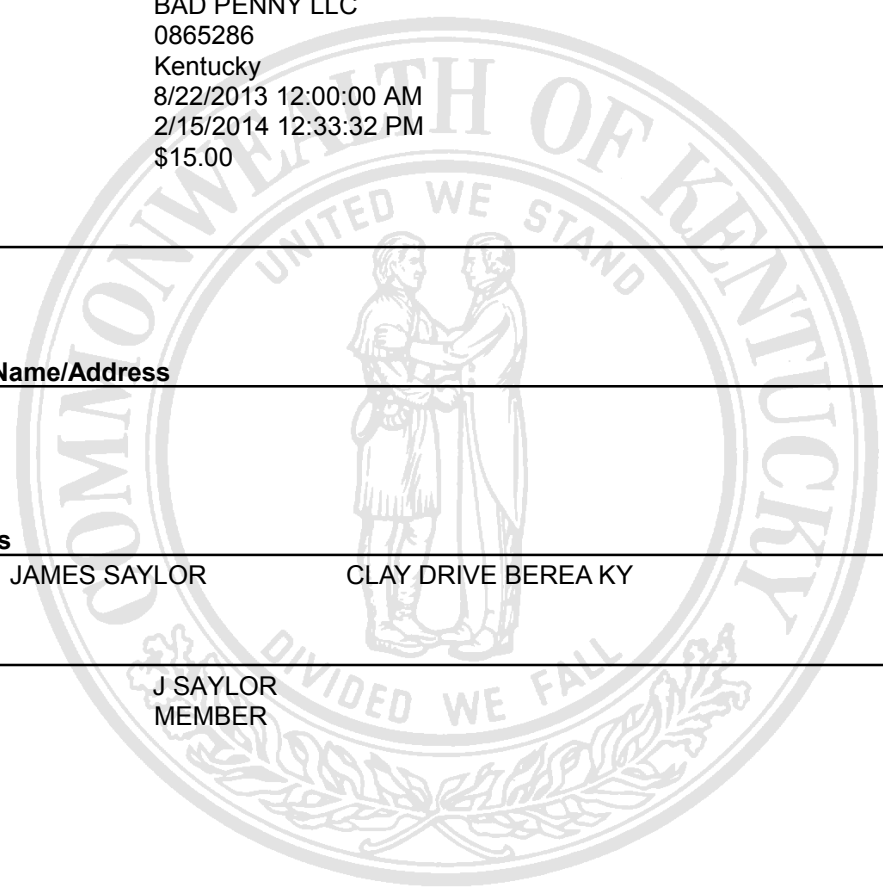 BAD PENNY LLC
0865286
Kentucky
8/22/2013 12:00:00 AM
2/15/2014 12:33:32 PM
$15.00
COMMONWEALTH OF KENTUCKY
UNITED WE STAND
Name/Address
s
JAMES SAYLOR CLAY DRIVE BEREA KY
DIVIDED WE FALL
J SAYLOR
MEMBER